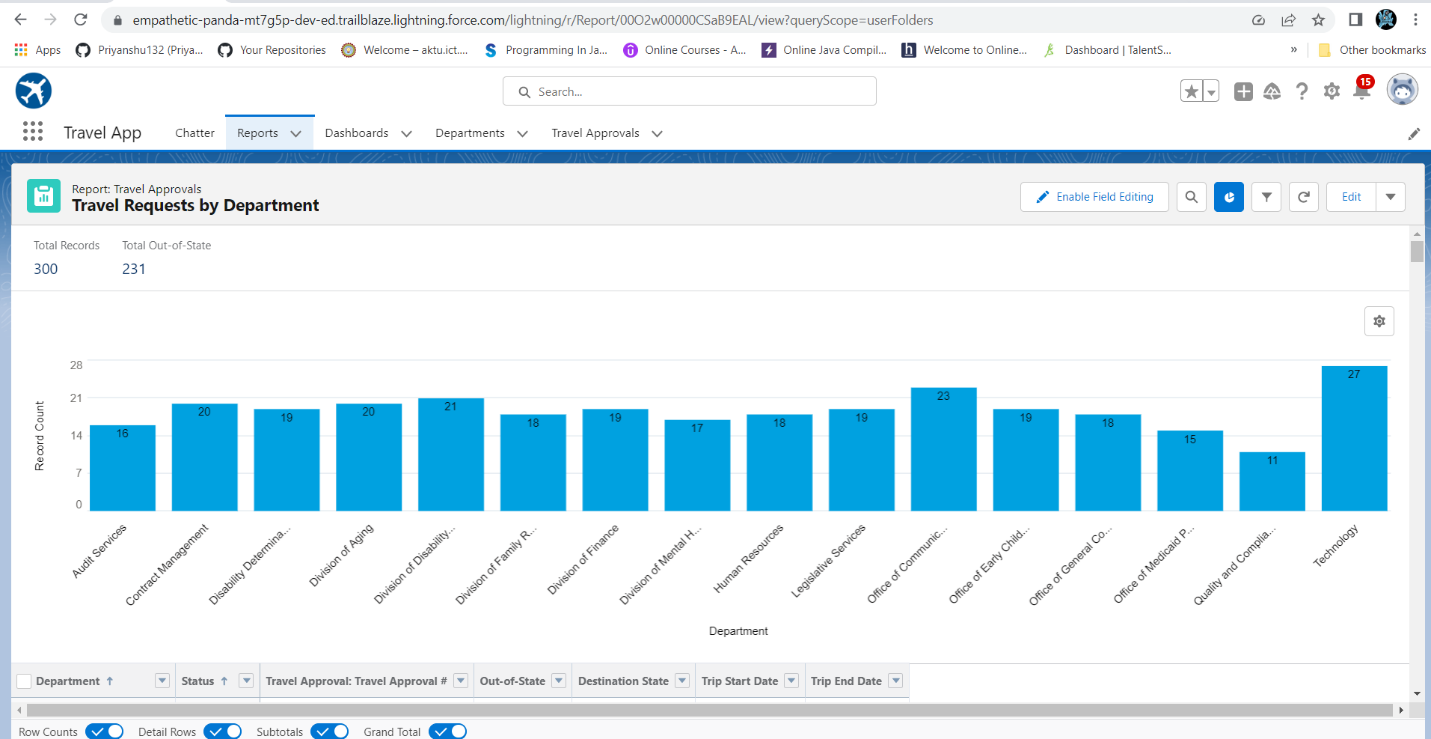 empathetic-panda-mt7g5p-dev-ed.trailblaze.lightning.force.com/lightning/r/Report/00O2w00000CSaB9EAL/view?queryScope=userFolders
Apps Priyanshu132 (Priya... Your Repositories Welcome – aktu.ict.... Programming In Ja... Online Courses - A... Online Java Compil... Welcome to Online... Dashboard | TalentS... » Other bookmarks
Search... 15
Travel App Chatter Reports Dashboards Departments Travel Approvals
Report: Travel Approvals
Travel Requests by Department
Enable Field Editing Edit
Total Records Total Out-of-State
300 231
Record Count
28
21
14
7
0
16 20 19 20 21 18 19 17 18 19 23 19 18 15 11 27
Audit Services
Contract Management
Disability Determina...
Division of Aging
Division of Disability...
Division of Family R...
Division of Finance
Division of Mental H...
Human Resources
Legislative Services
Office of Communic...
Office of Early Child...
Office of General Co...
Office of Medicaid P...
Quality and Complia...
Technology
Department
Department ↑ Status ↑ Travel Approval: Travel Approval # Out-of-State Destination State Trip Start Date Trip End Date
Row Counts Detail Rows Subtotals Grand Total